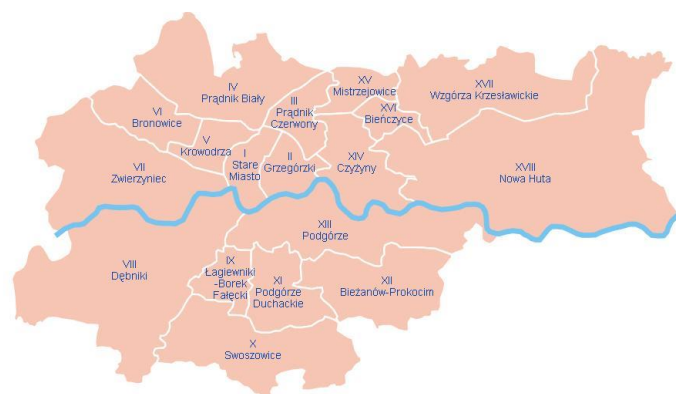 IV
Prądnik Biały
XV
Mistrzejowice
XVII
Wzgórza Krzesławickie
VI
Bronowice
III
Prądnik
Czerwony
XVI
Bieńczyce
V
Krowodrza
I
Stare
Miasto
II
Grzegórzki
XIV
Czyżyny
VII
Zwierzyniec
XVIII
Nowa Huta
XIII
Podgórze
VIII
Dębniki
IX
Łagiewniki
-Borek
Fałęcki
XI
Podgórze
Duchackie
XII
Bieżanów-Prokocim
X
Swoszowice